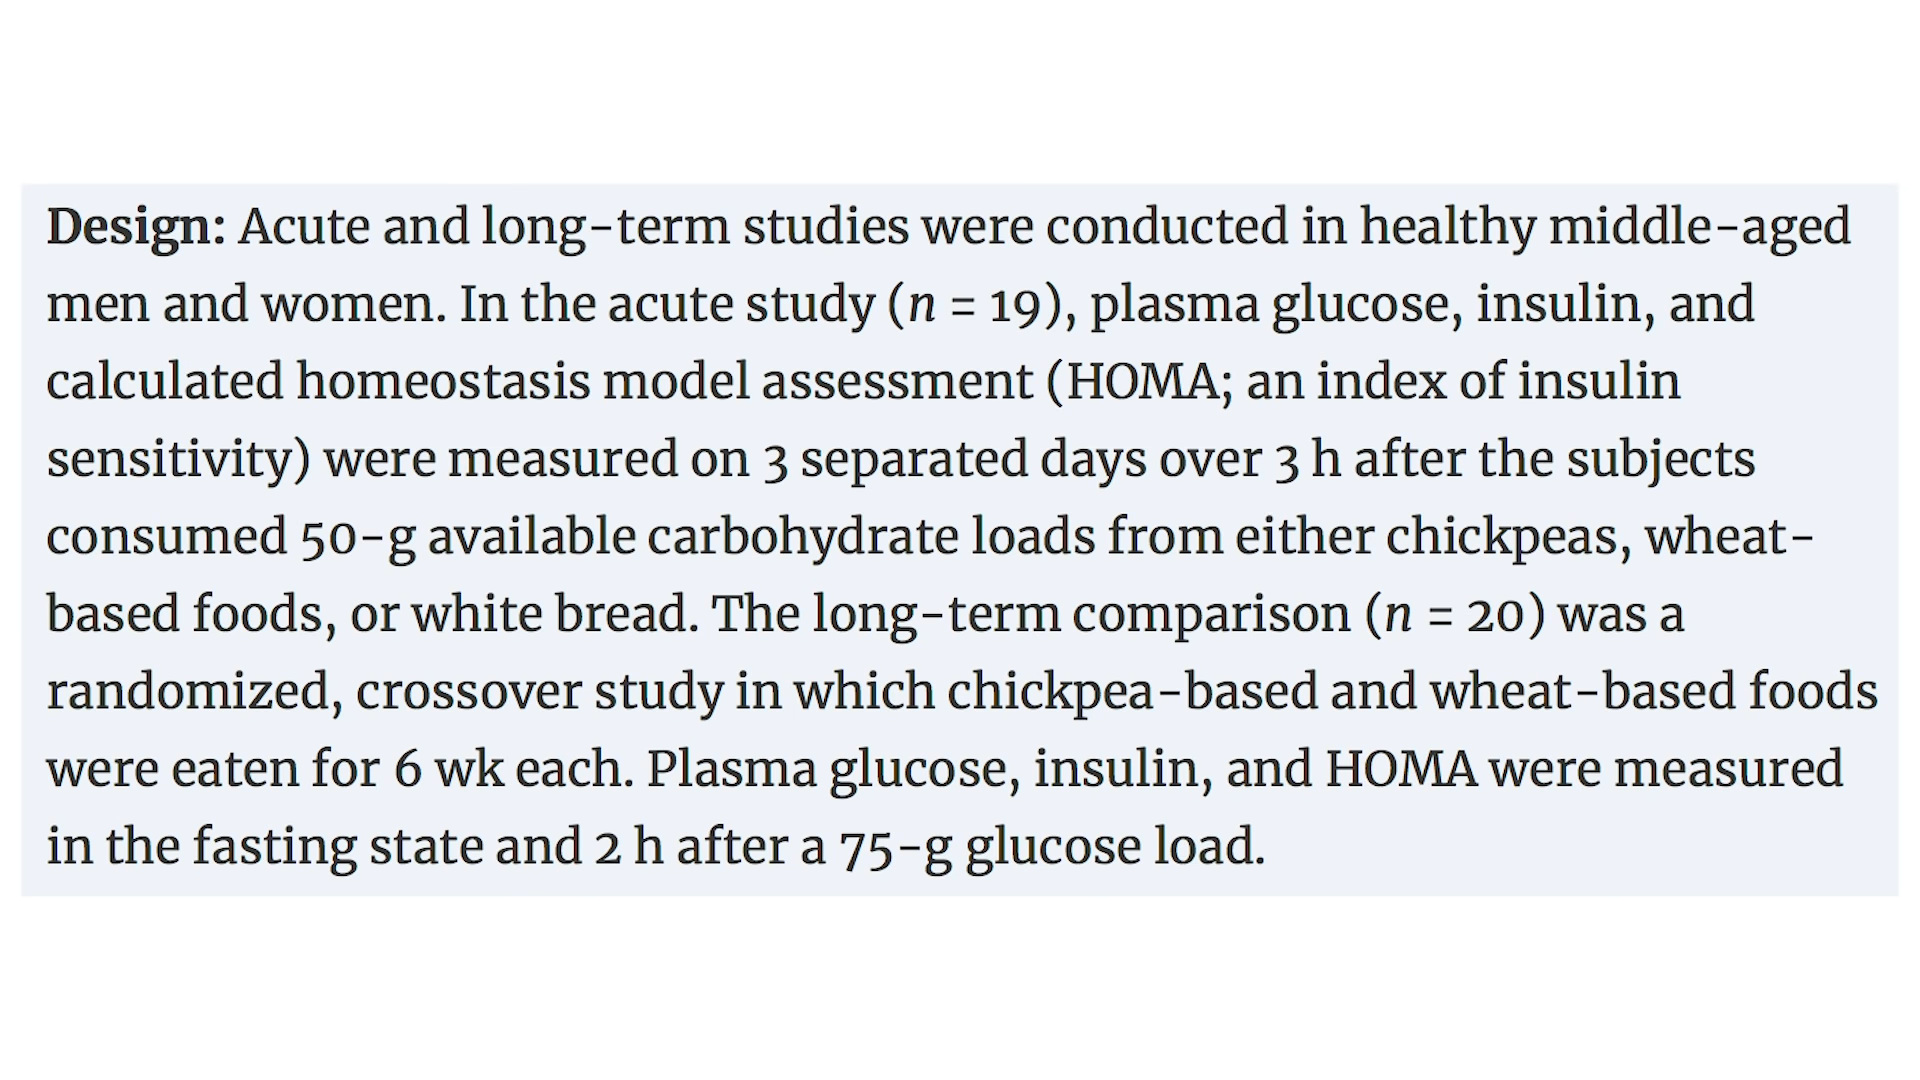 Design: Acute and long-term studies were conducted in healthy middle-aged
men and women. In the acute study (n = 19), plasma glucose, insulin, and
calculated homeostasis model assessment (HOMA; an index of insulin
sensitivity) were measured on 3 separated days over 3 h after the subjects
consumed 50-g available carbohydrate loads from either chickpeas, wheat-
based foods, or white bread. The long-term comparison (n = 20) was a
randomized, crossover study in which chickpea-based and wheat-based foods
were eaten for 6 wk each. Plasma glucose, insulin, and HOMA were measured
in the fasting state and 2 h after a 75-g glucose load.